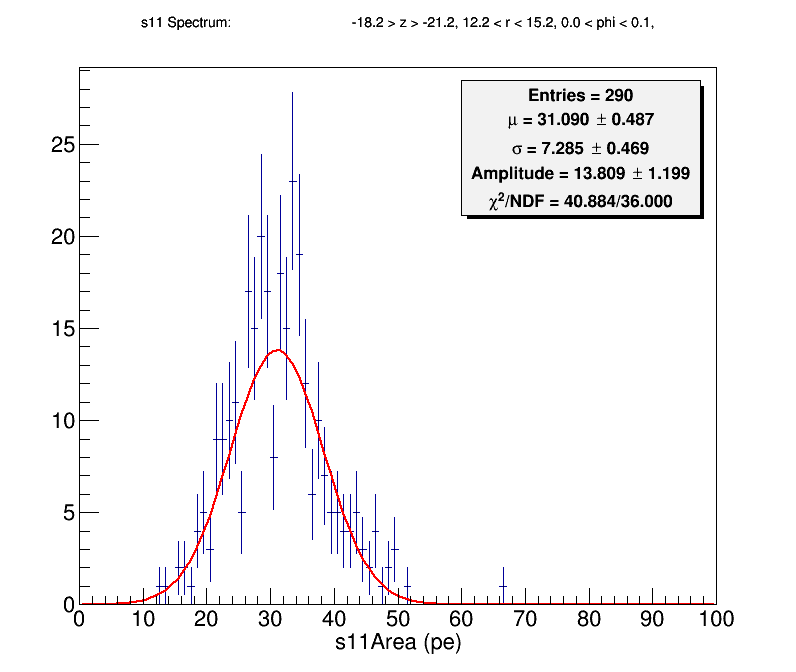 s11 Spectrum: -18.2 > z > -21.2, 12.2 < r < 15.2, 0.0 < phi < 0.1,
Entries = 290
μ = 31.090 ± 0.487
σ = 7.285 ± 0.469
Amplitude = 13.809 ± 1.199
χ²/NDF = 40.884/36.000
25
20
15
10
5
0
0 10 20 30 40 50 60 70 80 90 100
s11Area (pe)